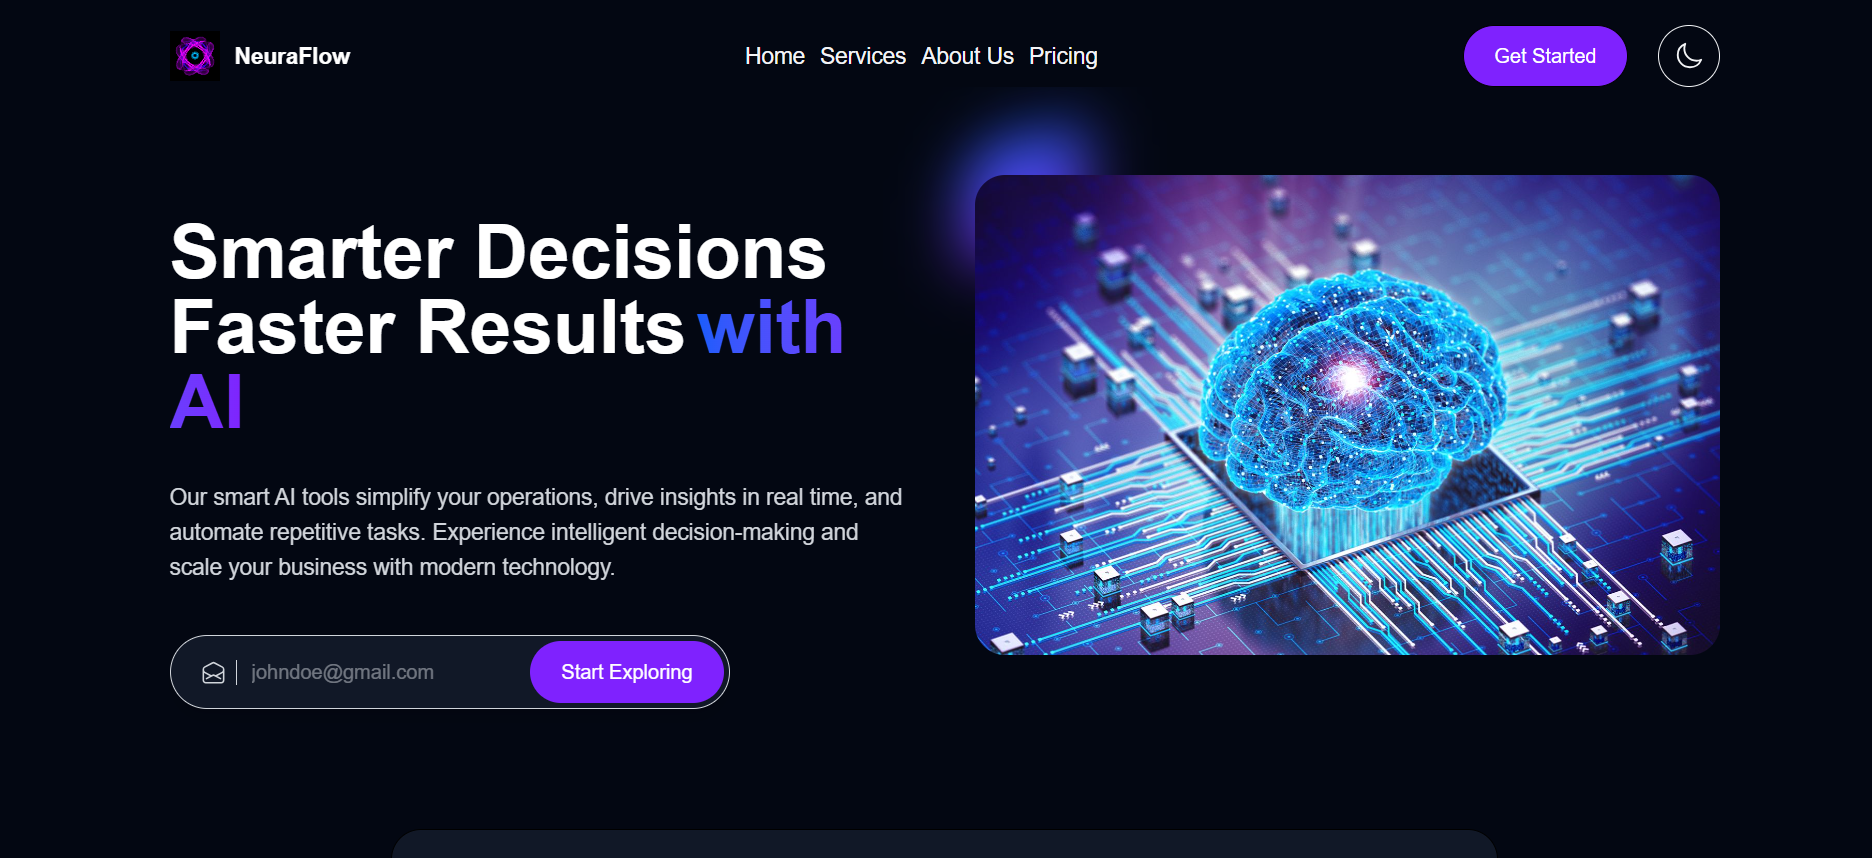 NeuraFlow
Home Services About Us Pricing
Get Started
Smarter Decisions
Faster Results with
AI
Our smart AI tools simplify your operations, drive insights in real time, and
automate repetitive tasks. Experience intelligent decision-making and
scale your business with modern technology.
johndoe@gmail.com
Start Exploring